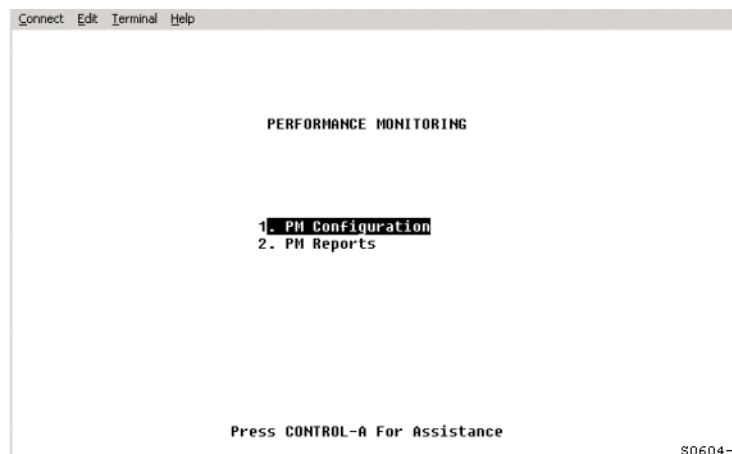 Connect Edit Terminal Help
PERFORMANCE MONITORING
1. PM Configuration
2. PM Reports
Press CONTROL-A For Assistance
S0604-